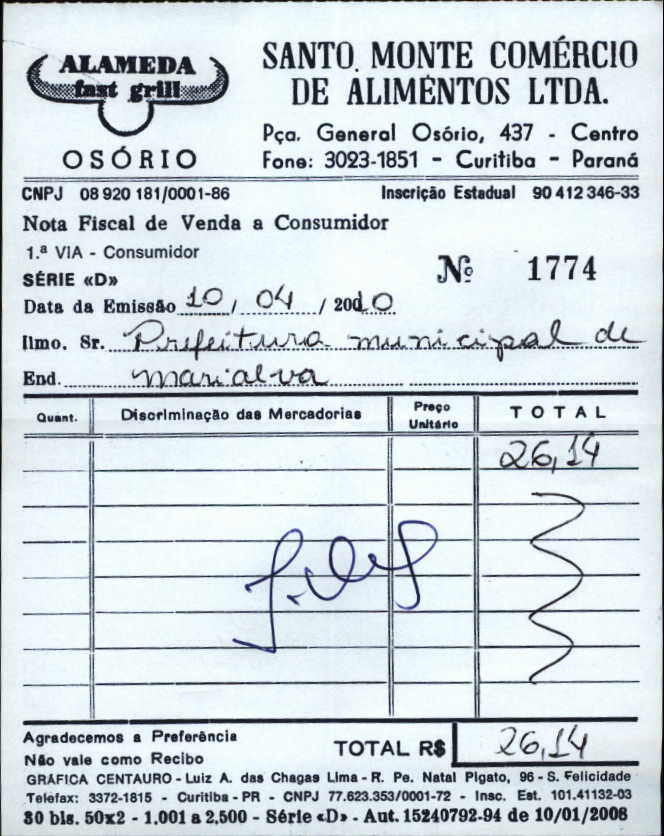 ALAMEDA
fast grill
OSÓRIO
SANTO MONTE COMÉRCIO
DE ALIMENTOS LTDA.
Pça. General Osório, 437 - Centro
Fone: 3023-1851 - Curitiba - Paraná
CNPJ 08 920 181/0001-86 Inscrição Estadual 90 412 346-33
Nota Fiscal de Venda a Consumidor
1.ª VIA - Consumidor
SÉRIE «D»
Nº 1774
Data da Emissão 10 / 04 / 2010
Ilmo. Sr. Prefeitura municipal de
End. marialva
Quant. Discriminação das Mercadorias Preço Unitário TOTAL
26,14
Agradecemos a Preferência
Não vale como Recibo
TOTAL R$ 26,14
GRÁFICA CENTAURO - Luiz A. das Chagas Lima - R. Pe. Natal Pigato, 96 - S. Felicidade
Telefax: 3372-1815 - Curitiba - PR - CNPJ 77.623.353/0001-72 - Insc. Est. 101.41132-03
30 bls. 50x2 - 1.001 a 2.500 - Série «D» - Aut. 15240792-94 de 10/01/2008